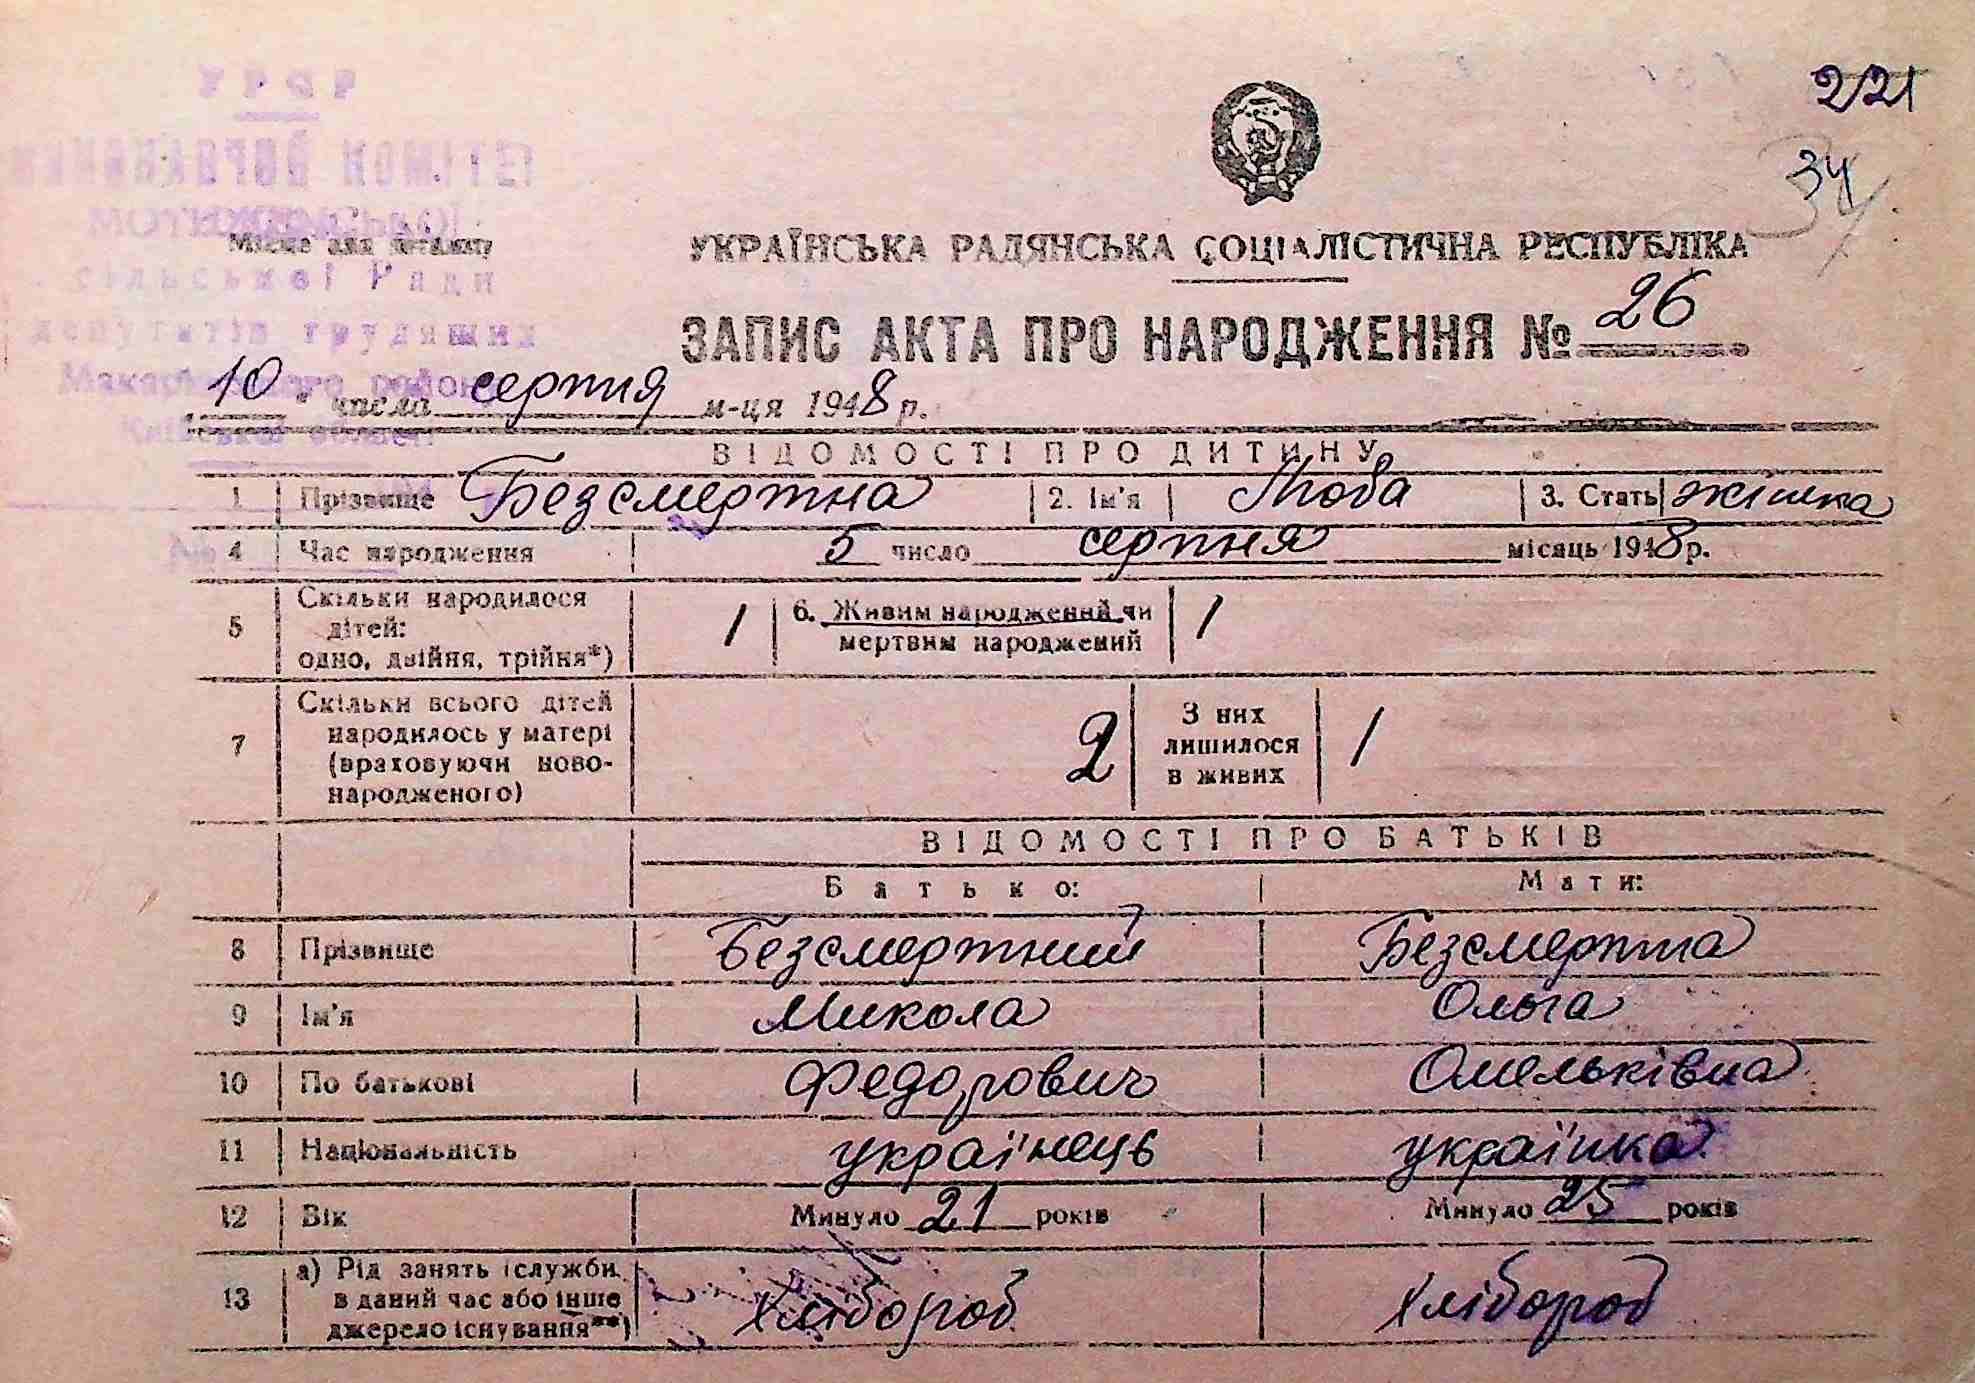 УРСР
ВИКОНАВЧИЙ КОМІТЕТ
МОТИЖИНСЬКОЇ
Місце для штампу
сільської Ради
депутатів трудящих
Макарівського району
Київської області
№
221
34
34
УКРАЇНСЬКА РАДЯНСЬКА СОЦІАЛІСТИЧНА РЕСПУБЛІКА
ЗАПИС АКТА ПРО НАРОДЖЕННЯ № 26
10 " числа серпня м-ця 1948 р.
ВІДОМОСТІ ПРО ДИТИНУ
1 Прізвище Безсмертна 2. Ім'я Люба 3. Стать жінка
4 Час народження 5 число серпня місяць 1948 р.
5 Скільки народилося дітей: одно, двійня, трійня*) 1 6. Живим народжений чи мертвим народжений 1
7 Скільки всього дітей народилось у матері (враховуючи ново-народженого) 2 З них лишилося в живих 1
ВІДОМОСТІ ПРО БАТЬКІВ
Батько: Мати:
8 Прізвище Безсмертний Безсмертна
9 Ім'я Микола Ольга
10 По батькові Федорович Омельківна
11 Національність українець українка
12 Вік Минуло 21 років Минуло 25 років
13 а) Рід занять (служби) в даний час або інше джерело існування**) хлібороб хлібороб